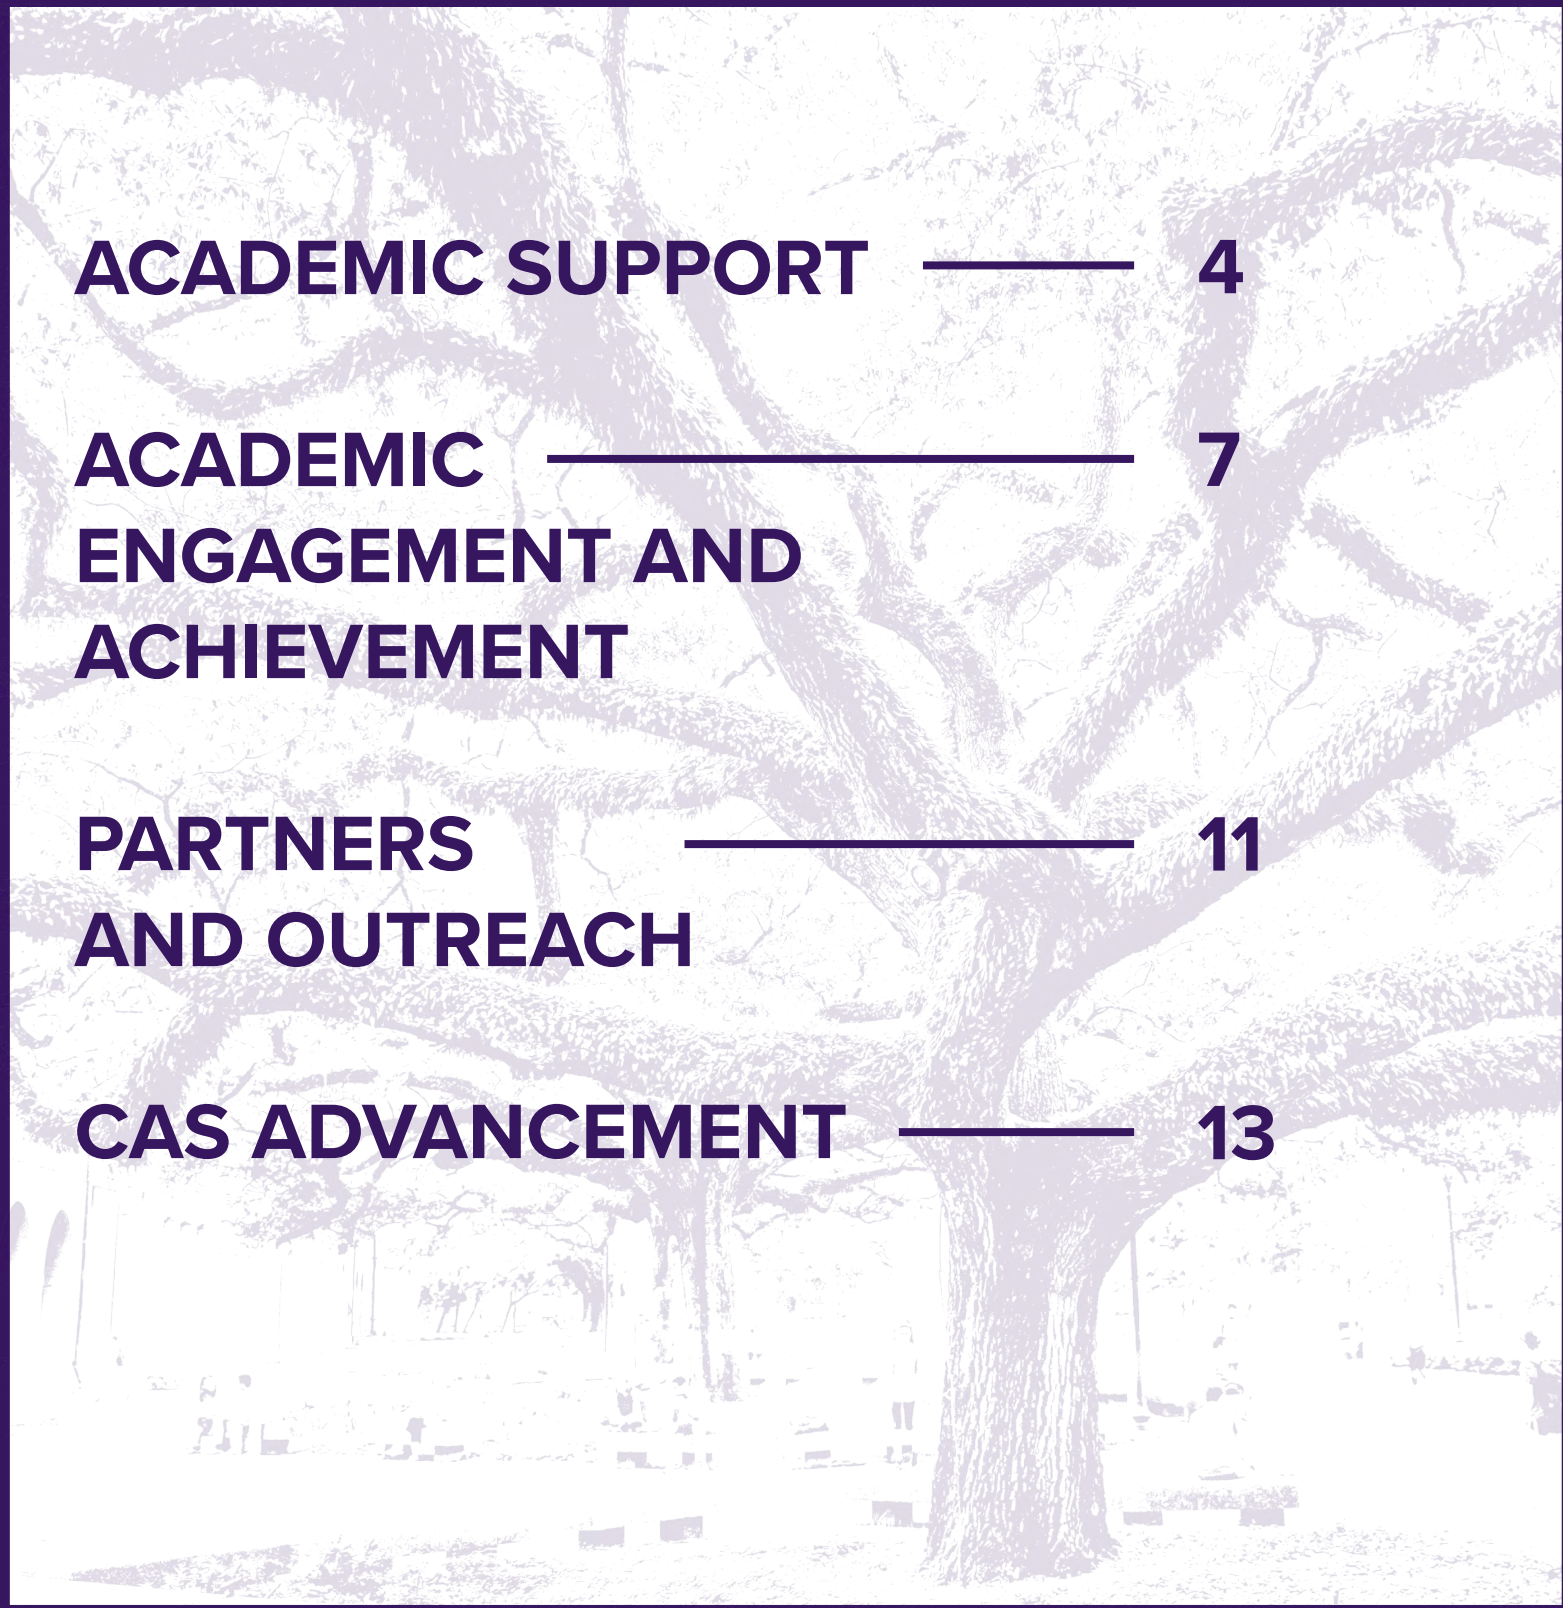 ACADEMIC SUPPORT 4
ACADEMIC 7
ENGAGEMENT AND
ACHIEVEMENT
PARTNERS 11
AND OUTREACH
CAS ADVANCEMENT 13